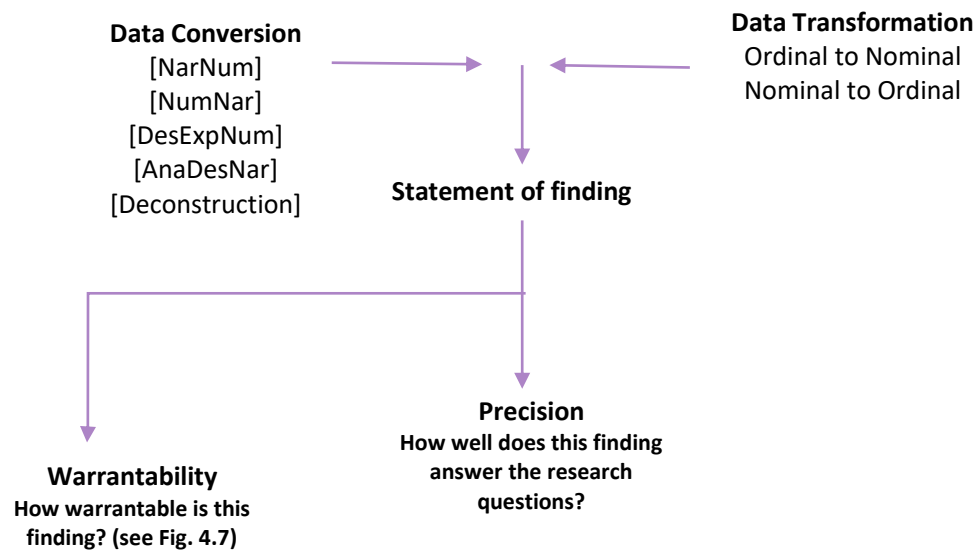 Data Conversion
[NarNum]
[NumNar]
[DesExpNum]
[AnaDesNar]
[Deconstruction]
Data Transformation
Ordinal to Nominal
Nominal to Ordinal
Statement of finding
Warrantability
How warrantable is this
finding? (see Fig. 4.7)
Precision
How well does this finding
answer the research
questions?